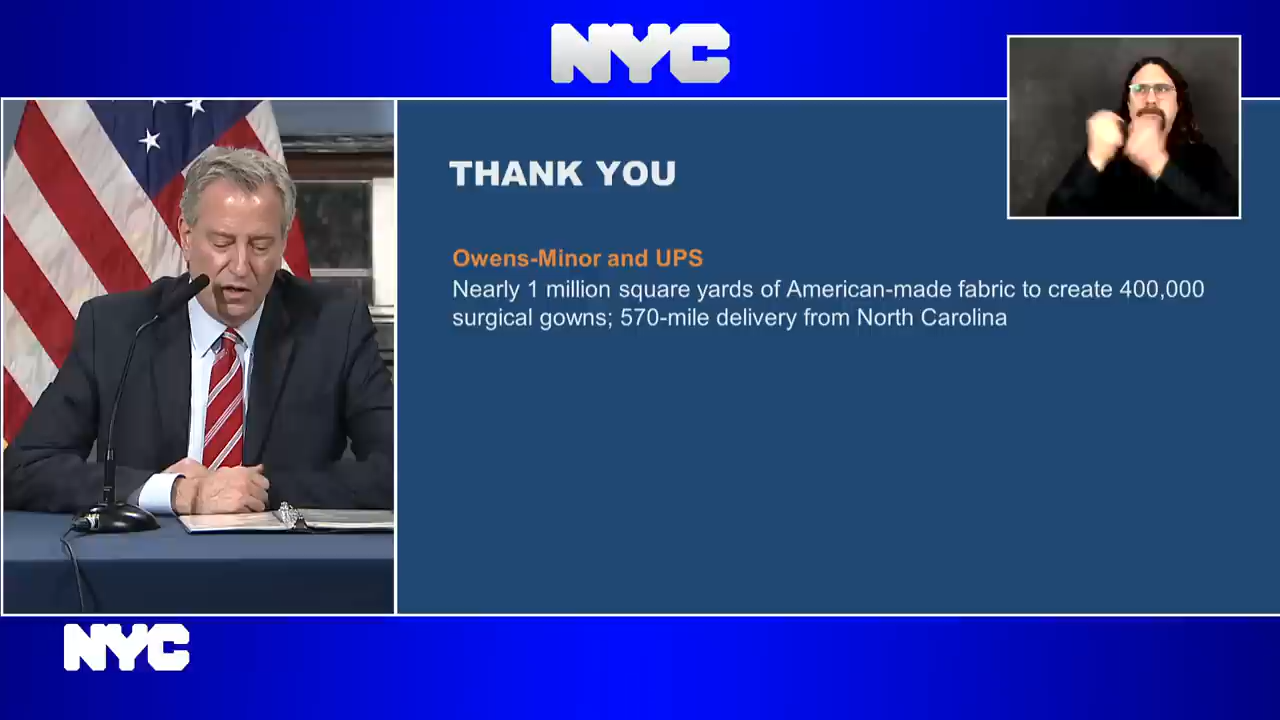 NYC
THANK YOU
Owens-Minor and UPS
Nearly 1 million square yards of American-made fabric to create 400,000
surgical gowns; 570-mile delivery from North Carolina
NYC